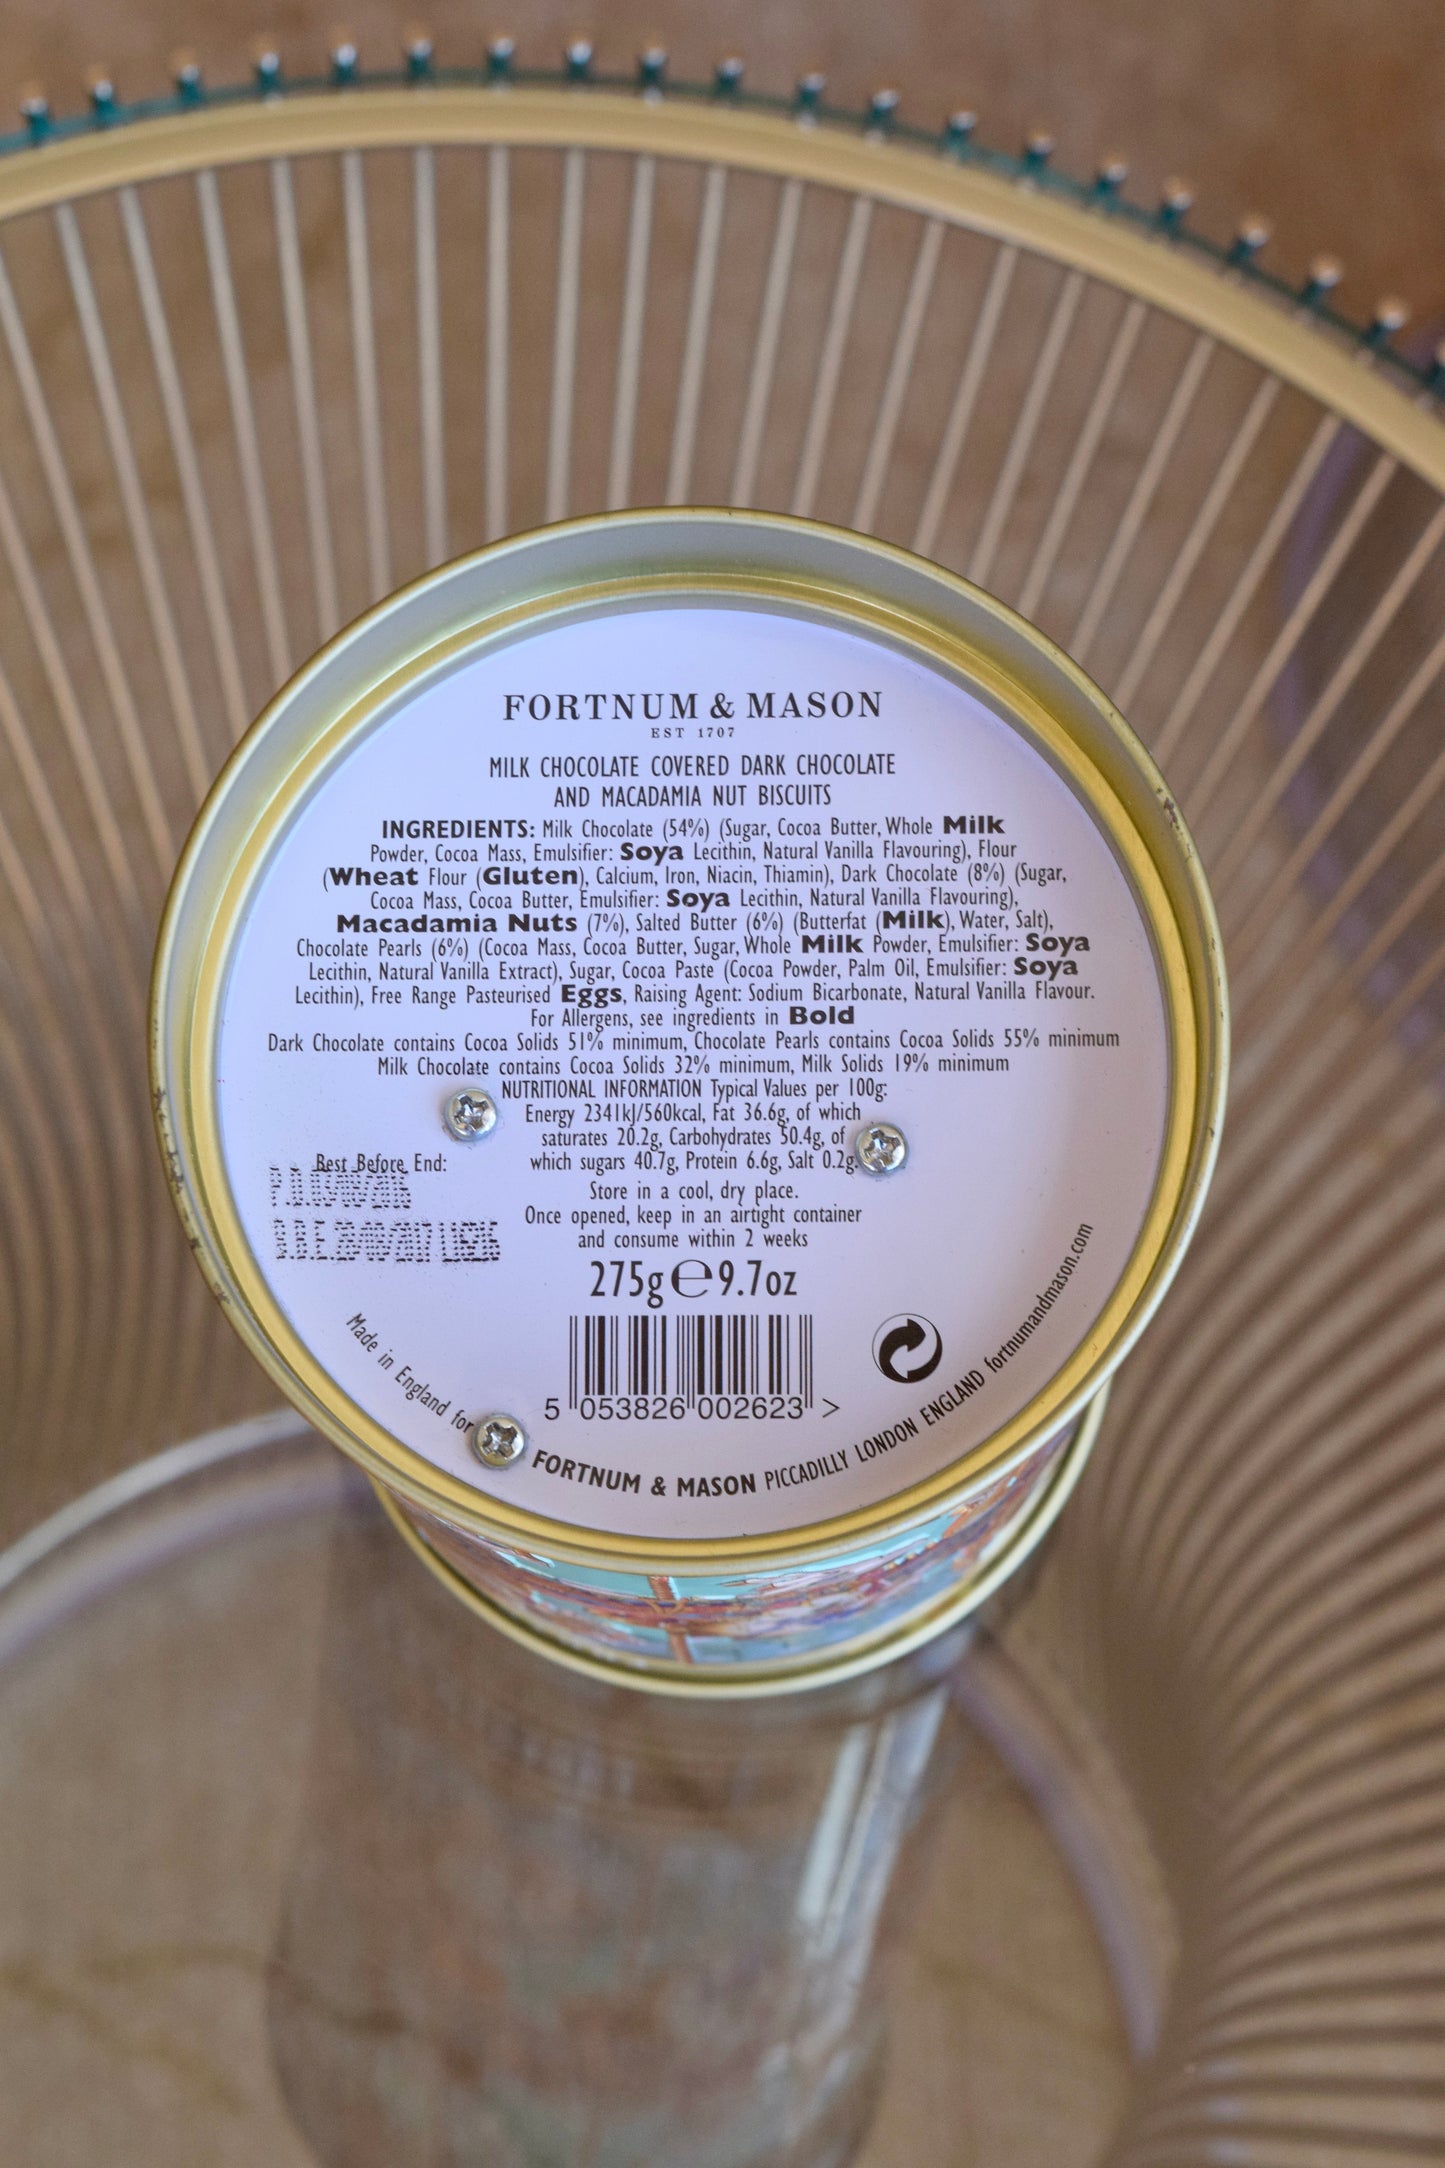 FORTNUM & MASON
EST 1707
MILK CHOCOLATE COVERED DARK CHOCOLATE
AND MACADAMIA NUT BISCUITS
INGREDIENTS: Milk Chocolate (54%) (Sugar, Cocoa Butter, Whole Milk
Powder, Cocoa Mass, Emulsifier: Soya Lecithin, Natural Vanilla Flavouring), Flour
(Wheat Flour (Gluten), Calcium, Iron, Niacin, Thiamin), Dark Chocolate (8%) (Sugar,
Cocoa Mass, Cocoa Butter, Emulsifier: Soya Lecithin, Natural Vanilla Flavouring),
Macadamia Nuts (7%), Salted Butter (6%) (Butterfat (Milk), Water, Salt),
Chocolate Pearls (6%) (Cocoa Mass, Cocoa Butter, Sugar, Whole Milk Powder, Emulsifier: Soya
Lecithin, Natural Vanilla Extract), Sugar, Cocoa Paste (Cocoa Powder, Palm Oil, Emulsifier: Soya
Lecithin), Free Range Pasteurised Eggs, Raising Agent: Sodium Bicarbonate, Natural Vanilla Flavour.
For Allergens, see ingredients in Bold
Dark Chocolate contains Cocoa Solids 51% minimum, Chocolate Pearls contains Cocoa Solids 55% minimum
Milk Chocolate contains Cocoa Solids 32% minimum, Milk Solids 19% minimum
NUTRITIONAL INFORMATION Typical Values per 100g:
Energy 2341kJ/560kcal, Fat 36.6g, of which
saturates 20.2g, Carbohydrates 50.4g, of
which sugars 40.7g, Protein 6.6g, Salt 0.2g.
Best Before End:
Store in a cool, dry place.
Once opened, keep in an airtight container
and consume within 2 weeks
275g e 9.7oz
5 053826 002623 >
Made in England for FORTNUM & MASON PICCADILLY LONDON ENGLAND fortnumandmason.com